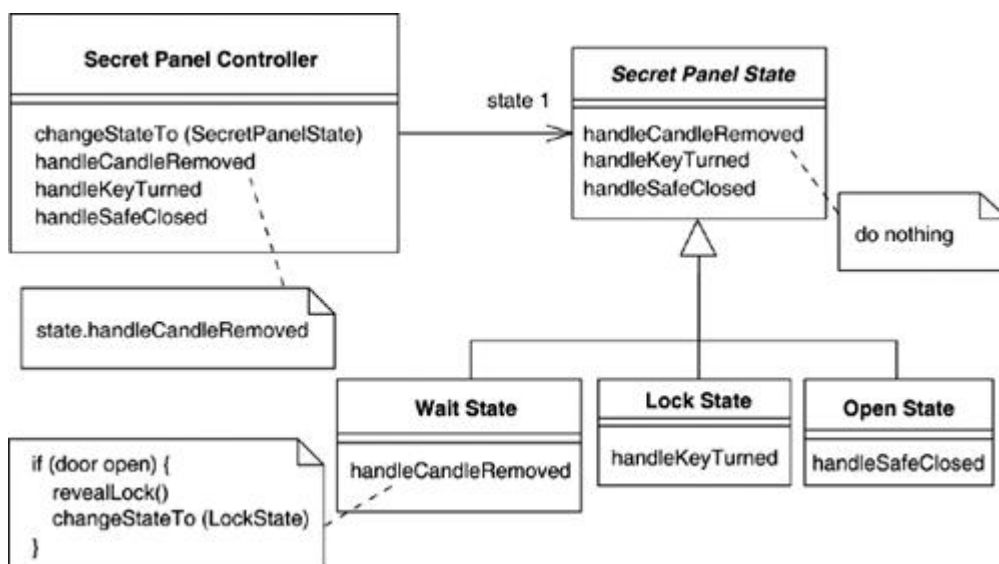 Secret Panel Controller
changeStateTo (SecretPanelState)
handleCandleRemoved
handleKeyTurned
handleSafeClosed
state 1
Secret Panel State
handleCandleRemoved
handleKeyTurned
handleSafeClosed
do nothing
state.handleCandleRemoved
Wait State
handleCandleRemoved
Lock State
handleKeyTurned
Open State
handleSafeClosed
if (door open) {
revealLock()
changeStateTo (LockState)
}